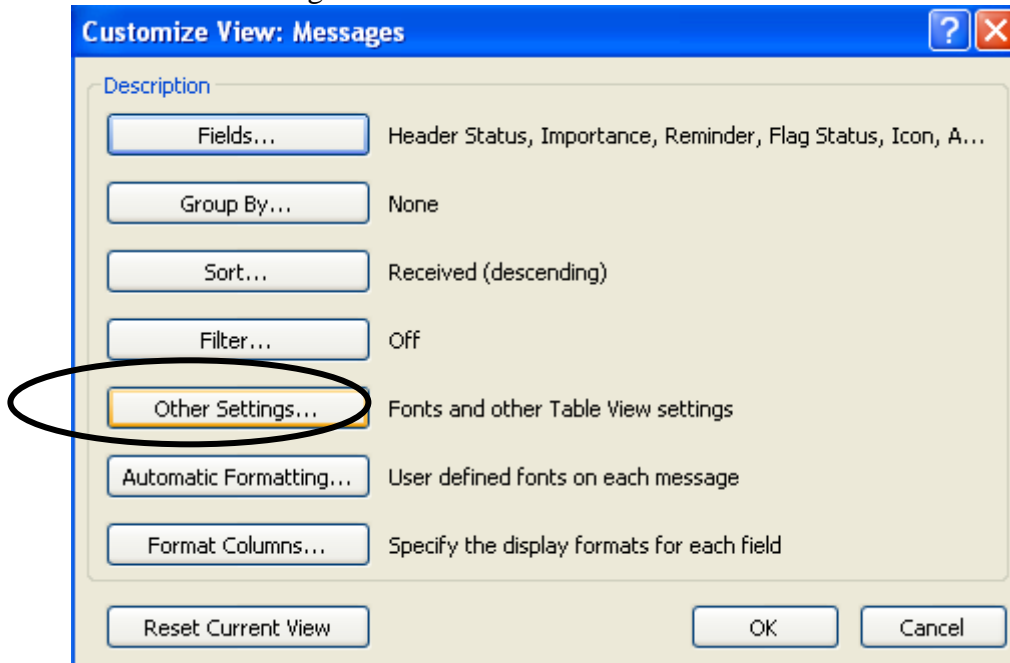 Customize View: Messages
Description
Fields... Header Status, Importance, Reminder, Flag Status, Icon, A...
Group By... None
Sort... Received (descending)
Filter... Off
Other Settings... Fonts and other Table View settings
Automatic Formatting... User defined fonts on each message
Format Columns... Specify the display formats for each field
Reset Current View OK Cancel